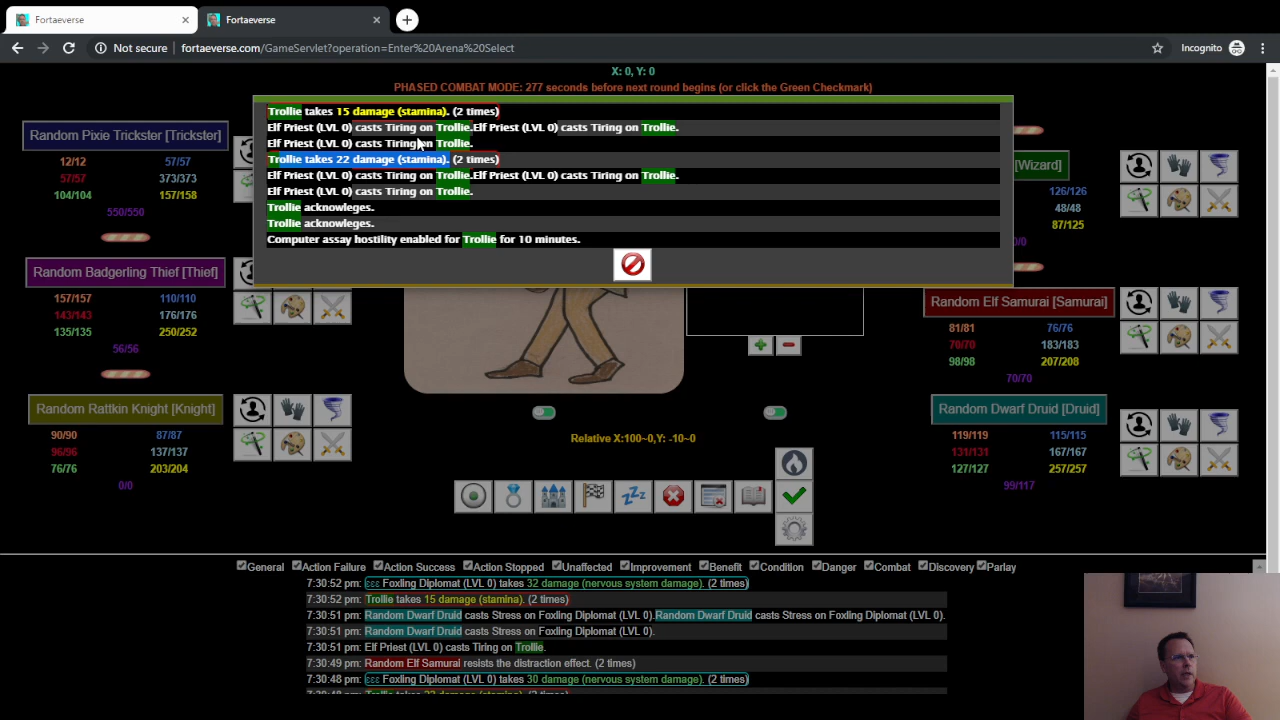 Fortaeverse
Fortaeverse
Not secure
fortaeverse.com/GameServlet?operation=Enter%20Arena%20Select
Incognito
X: 0, Y: 0
PHASED COMBAT MODE: 277 seconds before next round begins (or click the Green Checkmark)
Trollie takes 15 damage (stamina). (2 times)
Elf Priest (LVL 0) casts Tiring on Trollie.Elf Priest (LVL 0) casts Tiring on Trollie.
Elf Priest (LVL 0) casts Tiring on Trollie.
Trollie takes 22 damage (stamina). (2 times)
Elf Priest (LVL 0) casts Tiring on Trollie.Elf Priest (LVL 0) casts Tiring on Trollie.
Elf Priest (LVL 0) casts Tiring on Trollie.
Trollie acknowleges.
Trollie acknowleges.
Computer assay hostility enabled for Trollie for 10 minutes.
Random Pixie Trickster [Trickster]
12/12 57/57
57/57 373/373
104/104 157/158
550/550
Random Badgerling Thief [Thief]
157/157 110/110
143/143 176/176
135/135 250/252
56/56
Random Rattkin Knight [Knight]
90/90 87/87
96/96 137/137
76/76 203/204
0/0
[Wizard]
126/126
48/48
87/125
Random Elf Samurai [Samurai]
81/81 76/76
70/70 183/183
98/98 207/208
70/70
Random Dwarf Druid [Druid]
119/119 115/115
131/131 167/167
127/127 257/257
99/117
Relative X:100~0,Y: -10~0
General Action Failure Action Success Action Stopped Unaffected Improvement Benefit Condition Danger Combat Discovery Parlay
7:30:52 pm: εεε Foxling Diplomat (LVL 0) takes 32 damage (nervous system damage). (2 times)
7:30:52 pm: Trollie takes 15 damage (stamina). (2 times)
7:30:51 pm: Random Dwarf Druid casts Stress on Foxling Diplomat (LVL 0).Random Dwarf Druid casts Stress on Foxling Diplomat (LVL 0).
7:30:51 pm: Random Dwarf Druid casts Stress on Foxling Diplomat (LVL 0).
7:30:51 pm: Elf Priest (LVL 0) casts Tiring on Trollie.
7:30:49 pm: Random Elf Samurai resists the distraction effect. (2 times)
7:30:48 pm: εεε Foxling Diplomat (LVL 0) takes 30 damage (nervous system damage). (2 times)
7:30:48 pm: Trollie takes 22 damage (stamina). (2 times)